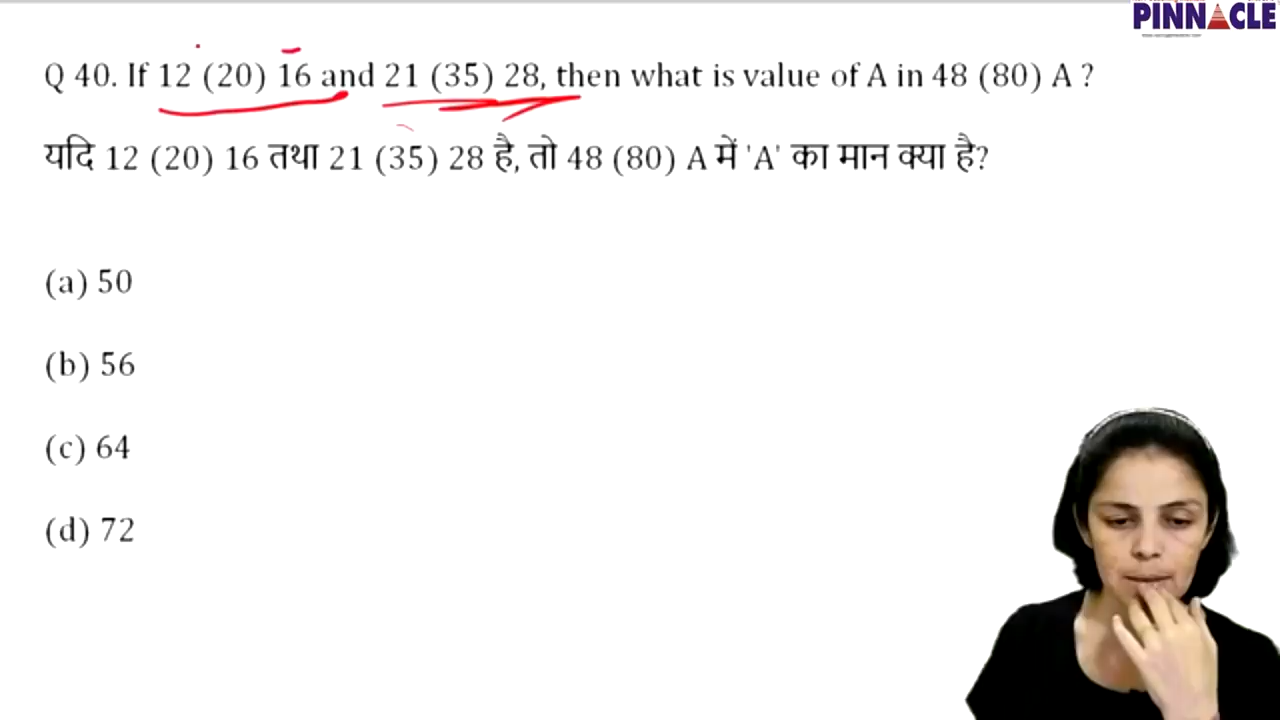 PINNACLE
Q 40. If 12 (20) 16 and 21 (35) 28, then what is value of A in 48 (80) A ?
यदि 12 (20) 16 तथा 21 (35) 28 है, तो 48 (80) A में 'A' का मान क्या है?
(a) 50
(b) 56
(c) 64
(d) 72